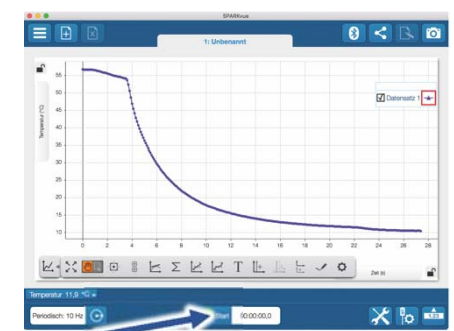 SPARKvue
1: Unbenannt
Datensatz 1
Temperatur (°C)
55
50
45
40
35
30
25
20
15
10
0 2 4 6 8 10 12 14 16 18 20 22 24 26 28
Zeit (s)
Temperatur 11,9 °C
Periodisch: 10 Hz
Start
00:00:00,0